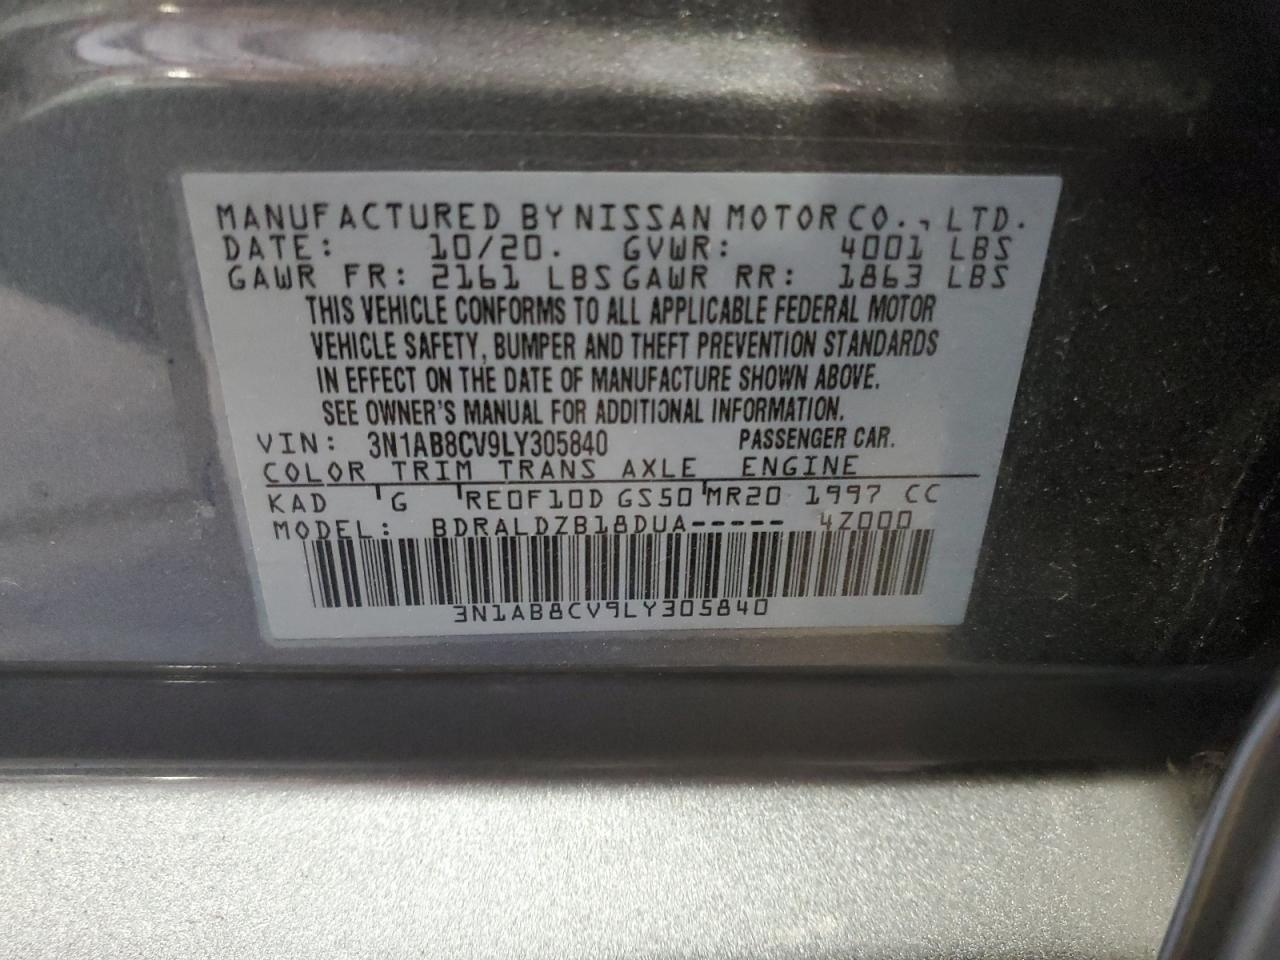 MANUFACTURED BY NISSAN MOTOR CO., LTD.
DATE: 10/20. GVWR: 4001 LBS
GAWR FR: 2161 LBS GAWR RR: 1863 LBS
THIS VEHICLE CONFORMS TO ALL APPLICABLE FEDERAL MOTOR
VEHICLE SAFETY, BUMPER AND THEFT PREVENTION STANDARDS
IN EFFECT ON THE DATE OF MANUFACTURE SHOWN ABOVE.
SEE OWNER'S MANUAL FOR ADDITIONAL INFORMATION.
VIN: 3N1AB8CV9LY305840 PASSENGER CAR.
COLOR TRIM TRANS AXLE ENGINE
KAD G RE0F10D GS50 MR20 1997 CC
MODEL: BDRALDZB18DUA----- 4Z000
3N1AB8CV9LY305840